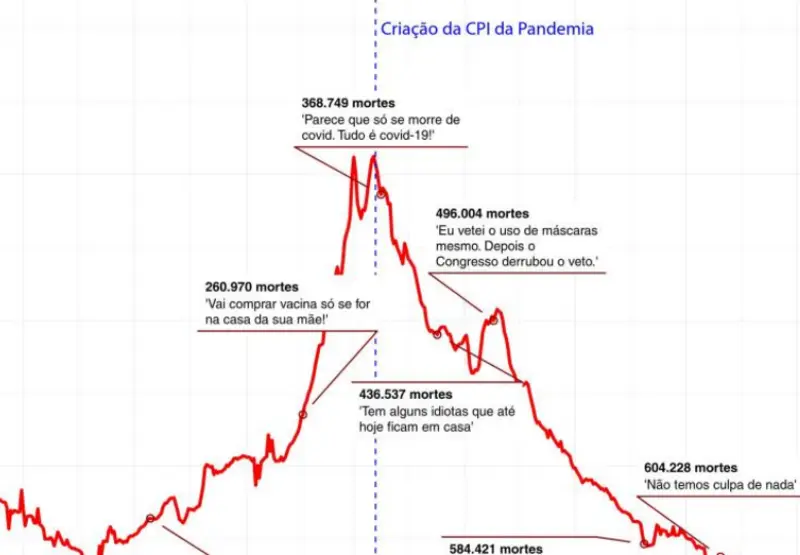 Criação da CPI da Pandemia
368.749 mortes
'Parece que só se morre de
covid. Tudo é covid-19!'
496.004 mortes
'Eu vetei o uso de máscaras
mesmo. Depois o
Congresso derrubou o veto.'
260.970 mortes
'Vai comprar vacina só se for
na casa da sua mãe!'
436.537 mortes
'Tem alguns idiotas que até
hoje ficam em casa'
604.228 mortes
'Não temos culpa de nada'
584.421 mortes